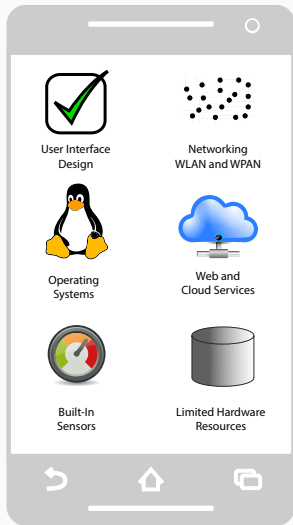 User Interface
Design
Networking
WLAN and WPAN
Operating
Systems
Web and
Cloud Services
Built-In
Sensors
Limited Hardware
Resources